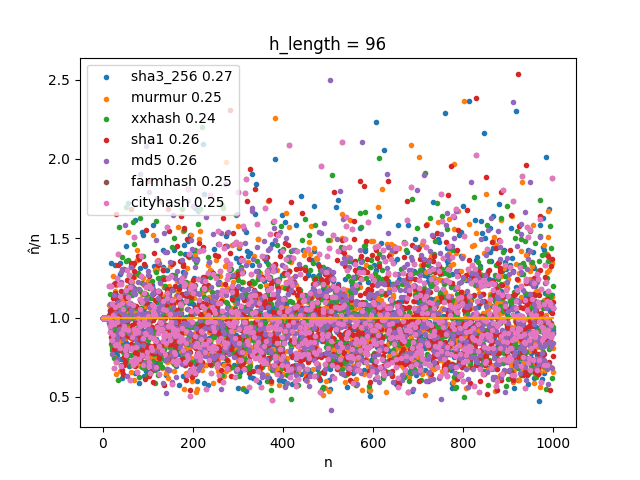 h_length = 96
sha3_256 0.27
murmur 0.25
xxhash 0.24
sha1 0.26
md5 0.26
farmhash 0.25
cityhash 0.25
2.5
2.0
1.5
1.0
0.5
n̂/n
0 200 400 600 800 1000
n